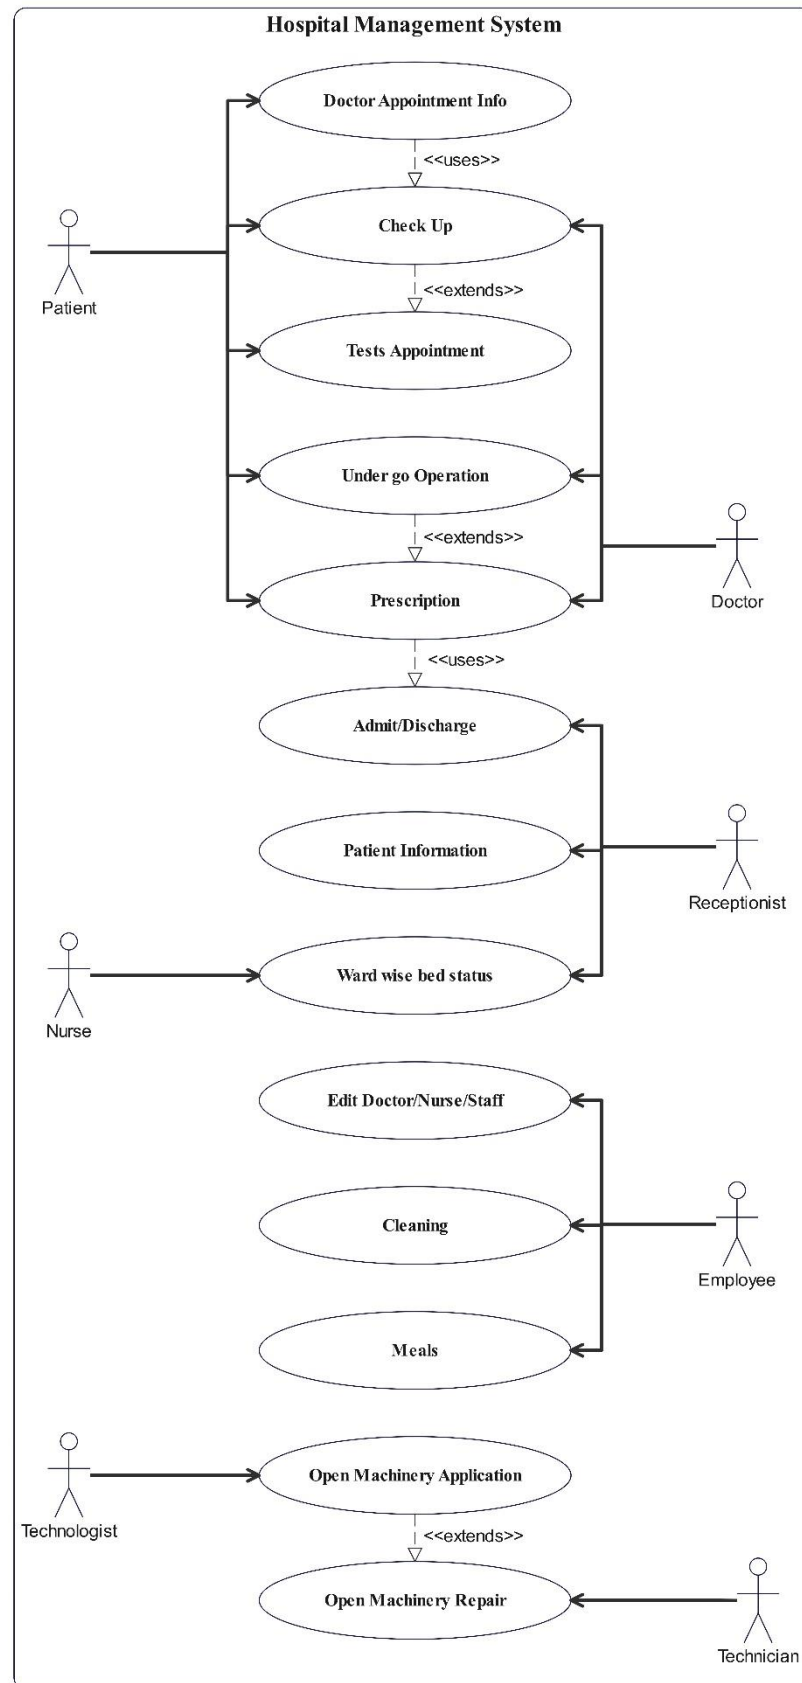 Hospital Management System
Doctor Appointment Info
<<uses>>
Check Up
Patient
<<extends>>
Tests Appointment
Under go Operation
<<extends>>
Prescription
Doctor
<<uses>>
Admit/Discharge
Patient Information
Receptionist
Ward wise bed status
Nurse
Edit Doctor/Nurse/Staff
Cleaning
Employee
Meals
Open Machinery Application
Technologist
<<extends>>
Open Machinery Repair
Technician